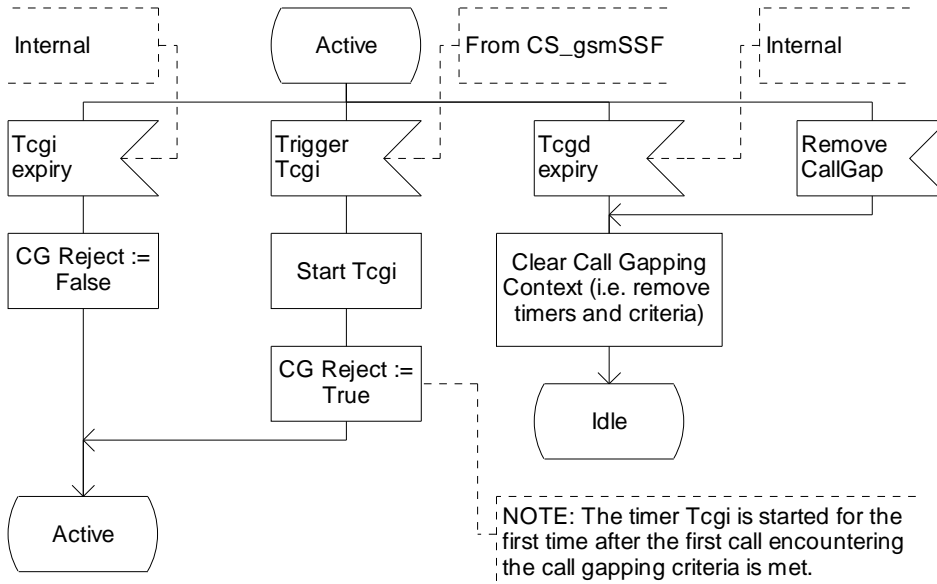 Internal
Active
From CS_gsmSSF
Internal
Tcgi
expiry
Trigger
Tcgi
Tcgd
expiry
Remove
CallGap
CG Reject :=
False
Start Tcgi
Clear Call Gapping
Context (i.e. remove
timers and criteria)
CG Reject :=
True
Idle
Active
NOTE: The timer Tcgi is started for the
first time after the first call encountering
the call gapping criteria is met.